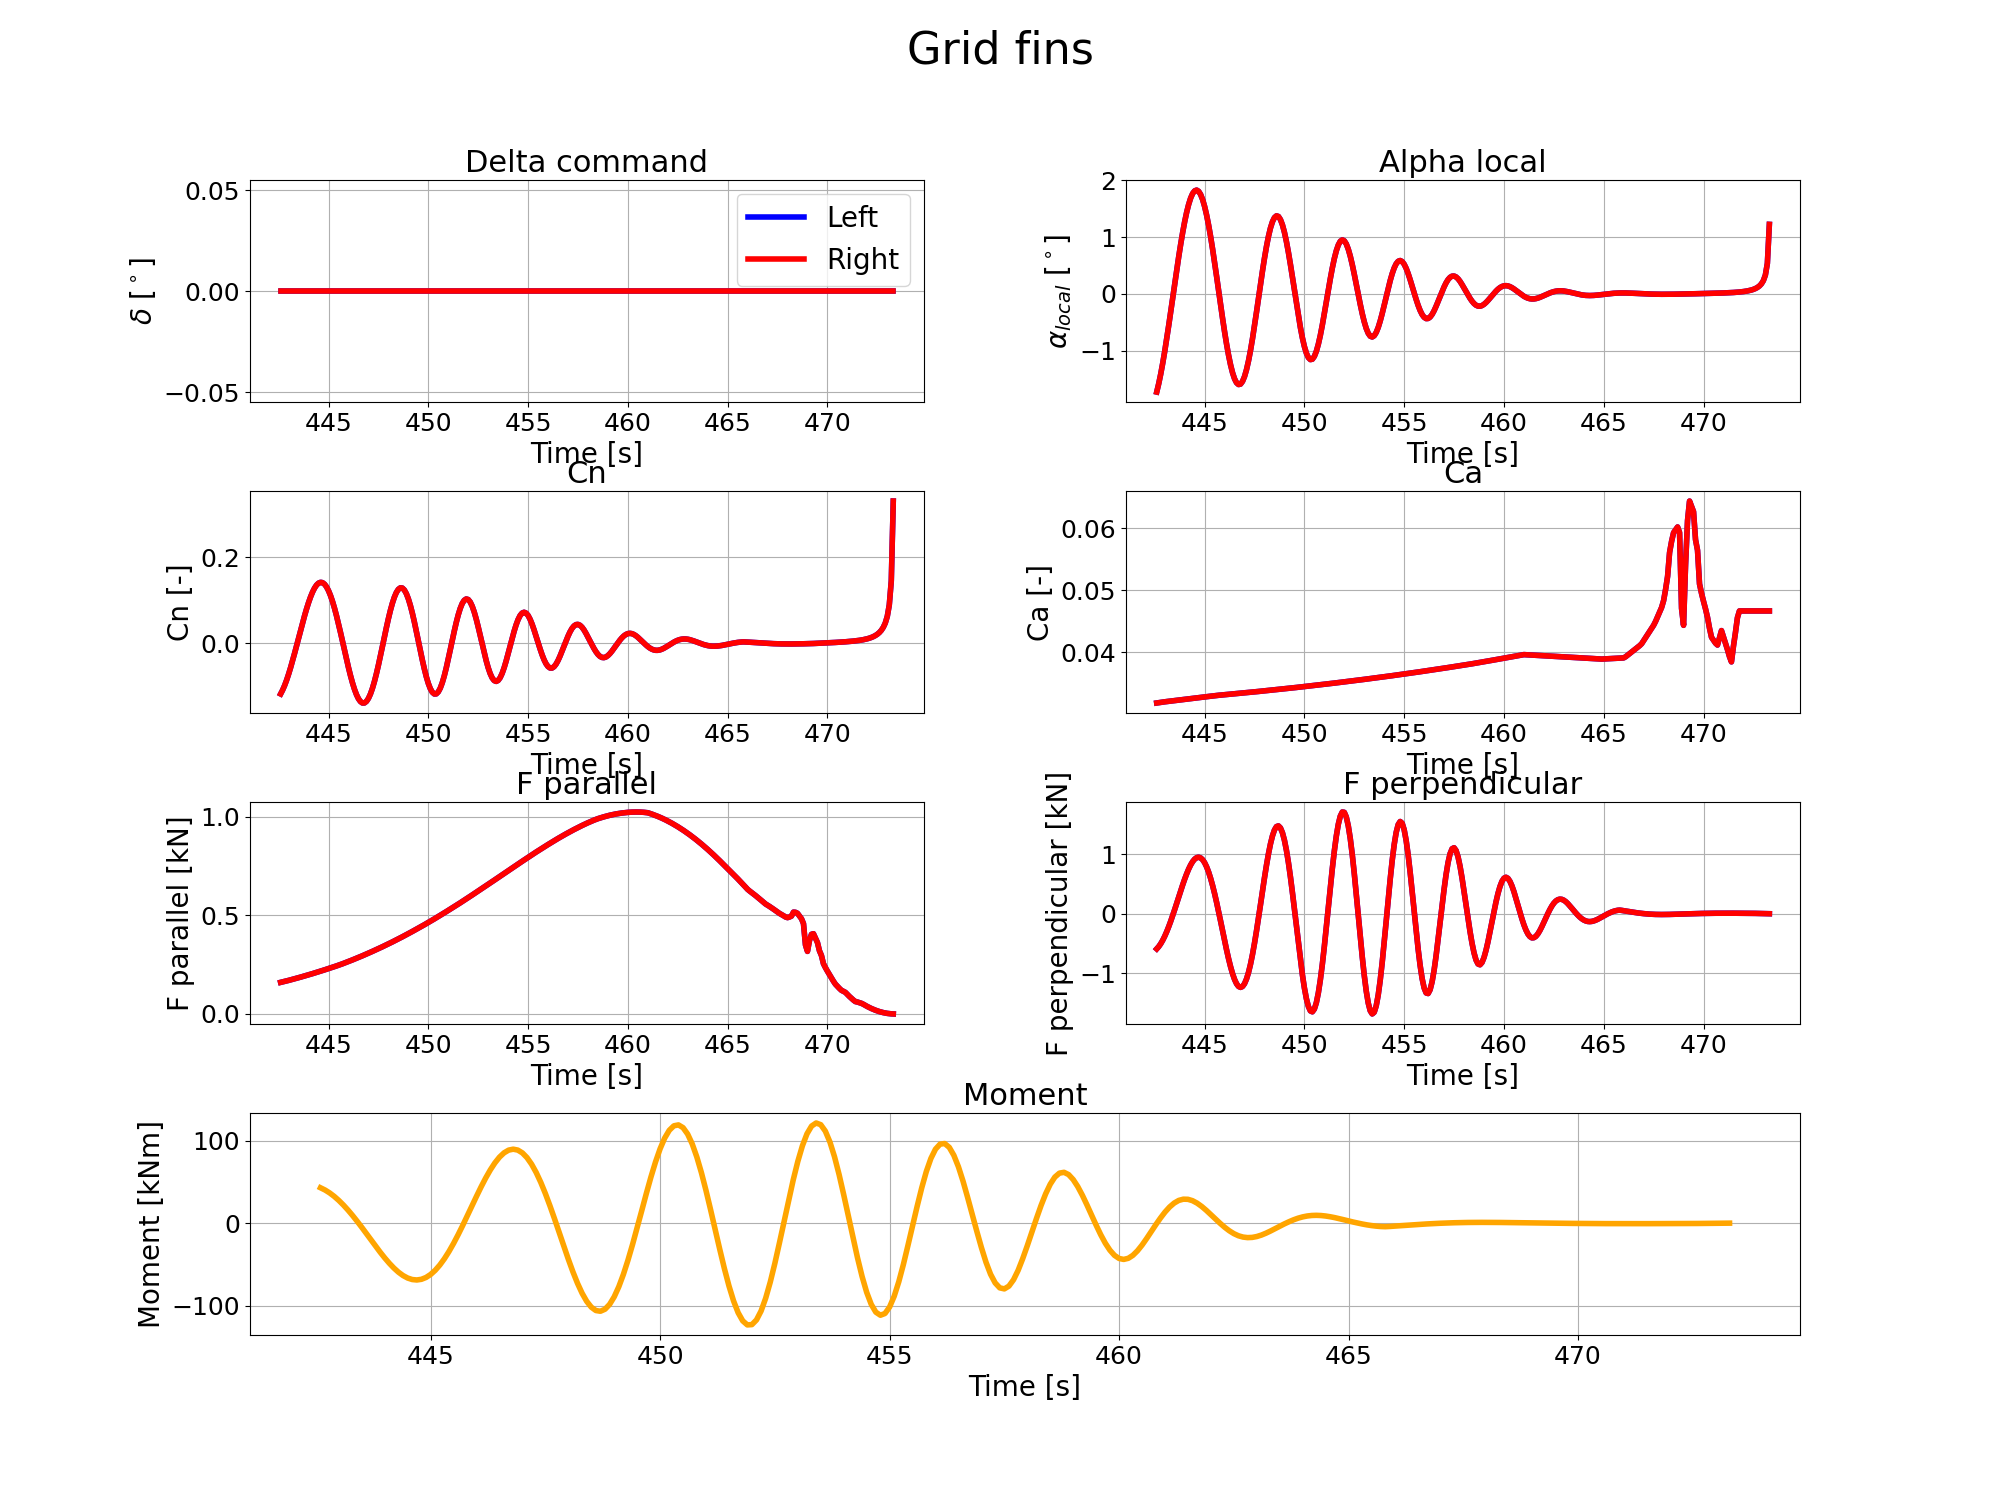 Grid fins
Delta command
δ [°]
0.05
0.00
−0.05
Left
Right
445 450 455 460 465 470
Time [s]
Alpha local
α_local [°]
2
1
0
−1
445 450 455 460 465 470
Time [s]
Cn
Cn [-]
0.2
0.0
445 450 455 460 465 470
Time [s]
Ca
Ca [-]
0.06
0.05
0.04
445 450 455 460 465 470
Time [s]
F parallel
F parallel [kN]
1.0
0.5
0.0
445 450 455 460 465 470
Time [s]
F perpendicular
F perpendicular [kN]
1
0
−1
445 450 455 460 465 470
Time [s]
Moment
Moment [kNm]
100
0
−100
445 450 455 460 465 470
Time [s]